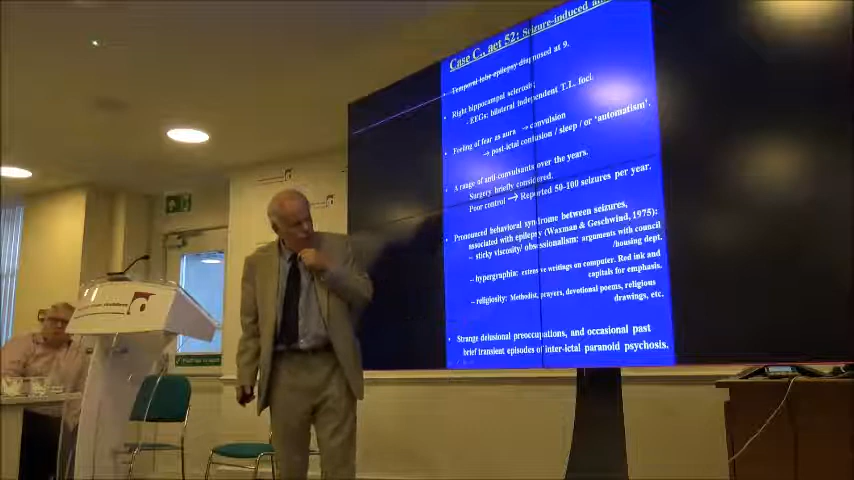 Case C., aet 52: Seizure-induced
· Temporal lobe epilepsy diagnosed at 9.
· Right hippocampal sclerosis;
- EEGs: bilateral independent T.L. foci.
· Feeling of fear as aura → convulsion
→ post-ictal confusion / sleep / or 'automatism'.
· A range of anti-convulsants over the years.
Surgery briefly considered.
Poor control → Reported 50-100 seizures per year.
· Pronounced behavioral syndrome between seizures,
associated with epilepsy (Waxman & Geschwind, 1975):
- sticky viscosity/ obsessionalism: arguments with council
/housing dept.
- hypergraphia: extensive writings on computer. Red ink and
capitals for emphasis.
- religiosity: Methodist, prayers, devotional poems, religious
drawings, etc.
· Strange delusional preoccupations, and occasional past
brief transient episodes of inter-ictal paranoid psychosis.